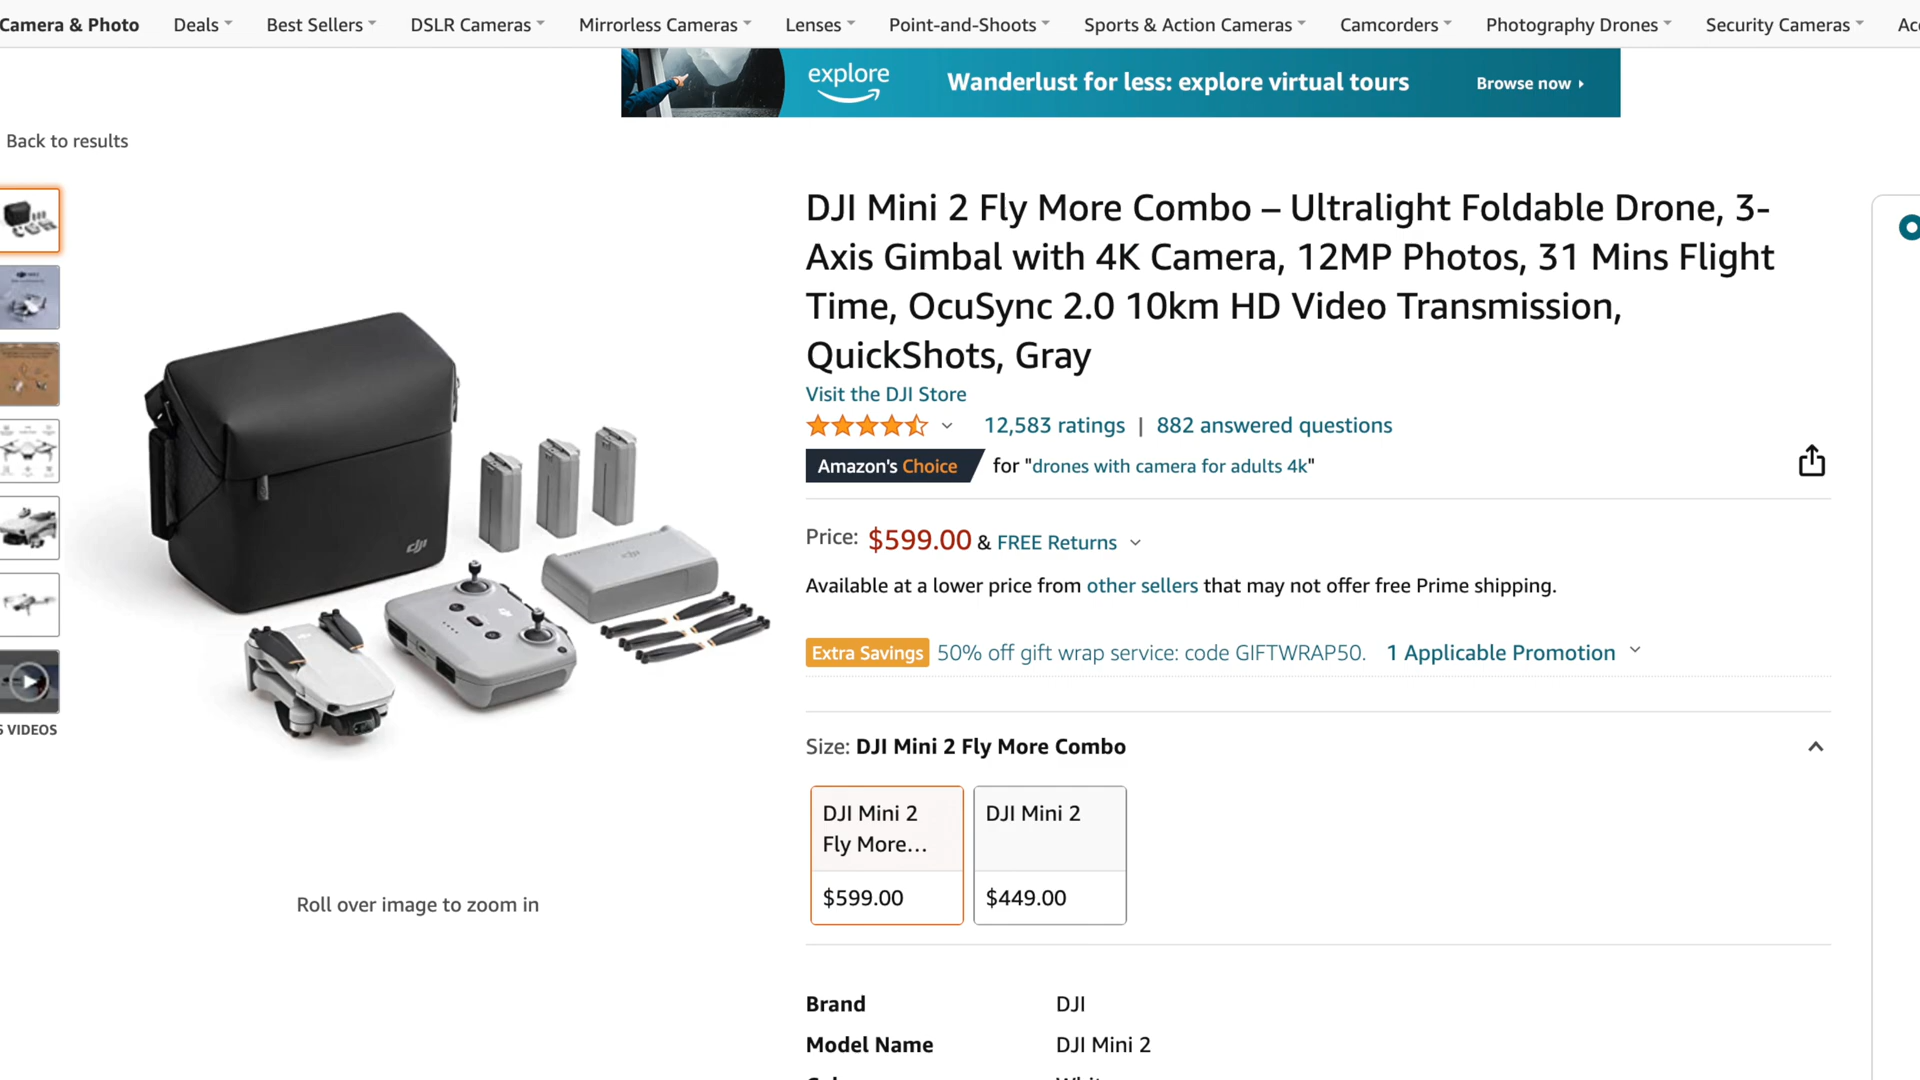 Camera & Photo Deals Best Sellers DSLR Cameras Mirrorless Cameras Lenses Point-and-Shoots Sports & Action Cameras Camcorders Photography Drones Security Cameras
explore Wanderlust for less: explore virtual tours Browse now
Back to results
DJI Mini 2 Fly More Combo – Ultralight Foldable Drone, 3-
Axis Gimbal with 4K Camera, 12MP Photos, 31 Mins Flight
Time, OcuSync 2.0 10km HD Video Transmission,
QuickShots, Gray
Visit the DJI Store
12,583 ratings | 882 answered questions
Amazon's Choice for "drones with camera for adults 4k"
Price: $599.00 & FREE Returns
Available at a lower price from other sellers that may not offer free Prime shipping.
Extra Savings 50% off gift wrap service: code GIFTWRAP50. 1 Applicable Promotion
VIDEOS
Size: DJI Mini 2 Fly More Combo
DJI Mini 2 DJI Mini 2
Fly More...
$599.00 $449.00
Roll over image to zoom in
dji
Brand DJI
Model Name DJI Mini 2